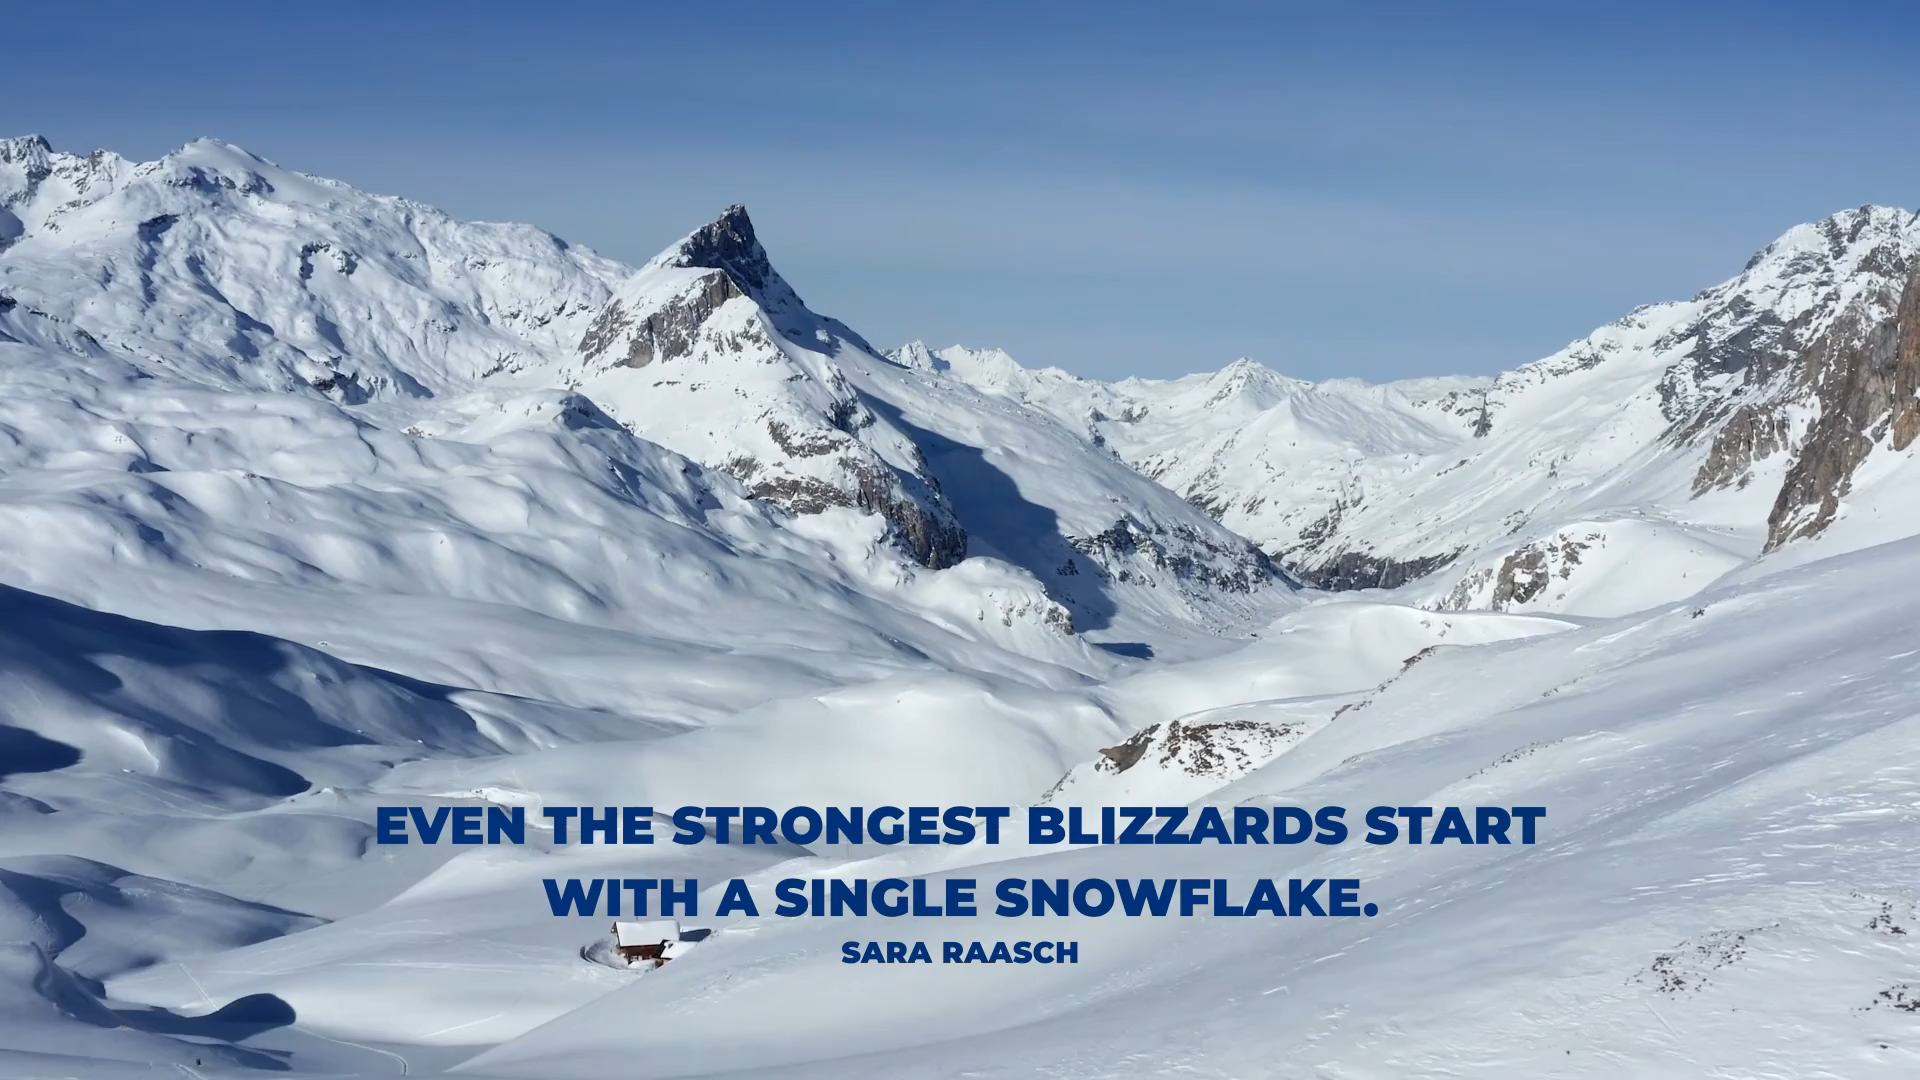 EVEN THE STRONGEST BLIZZARDS START
WITH A SINGLE SNOWFLAKE.
SARA RAASCH